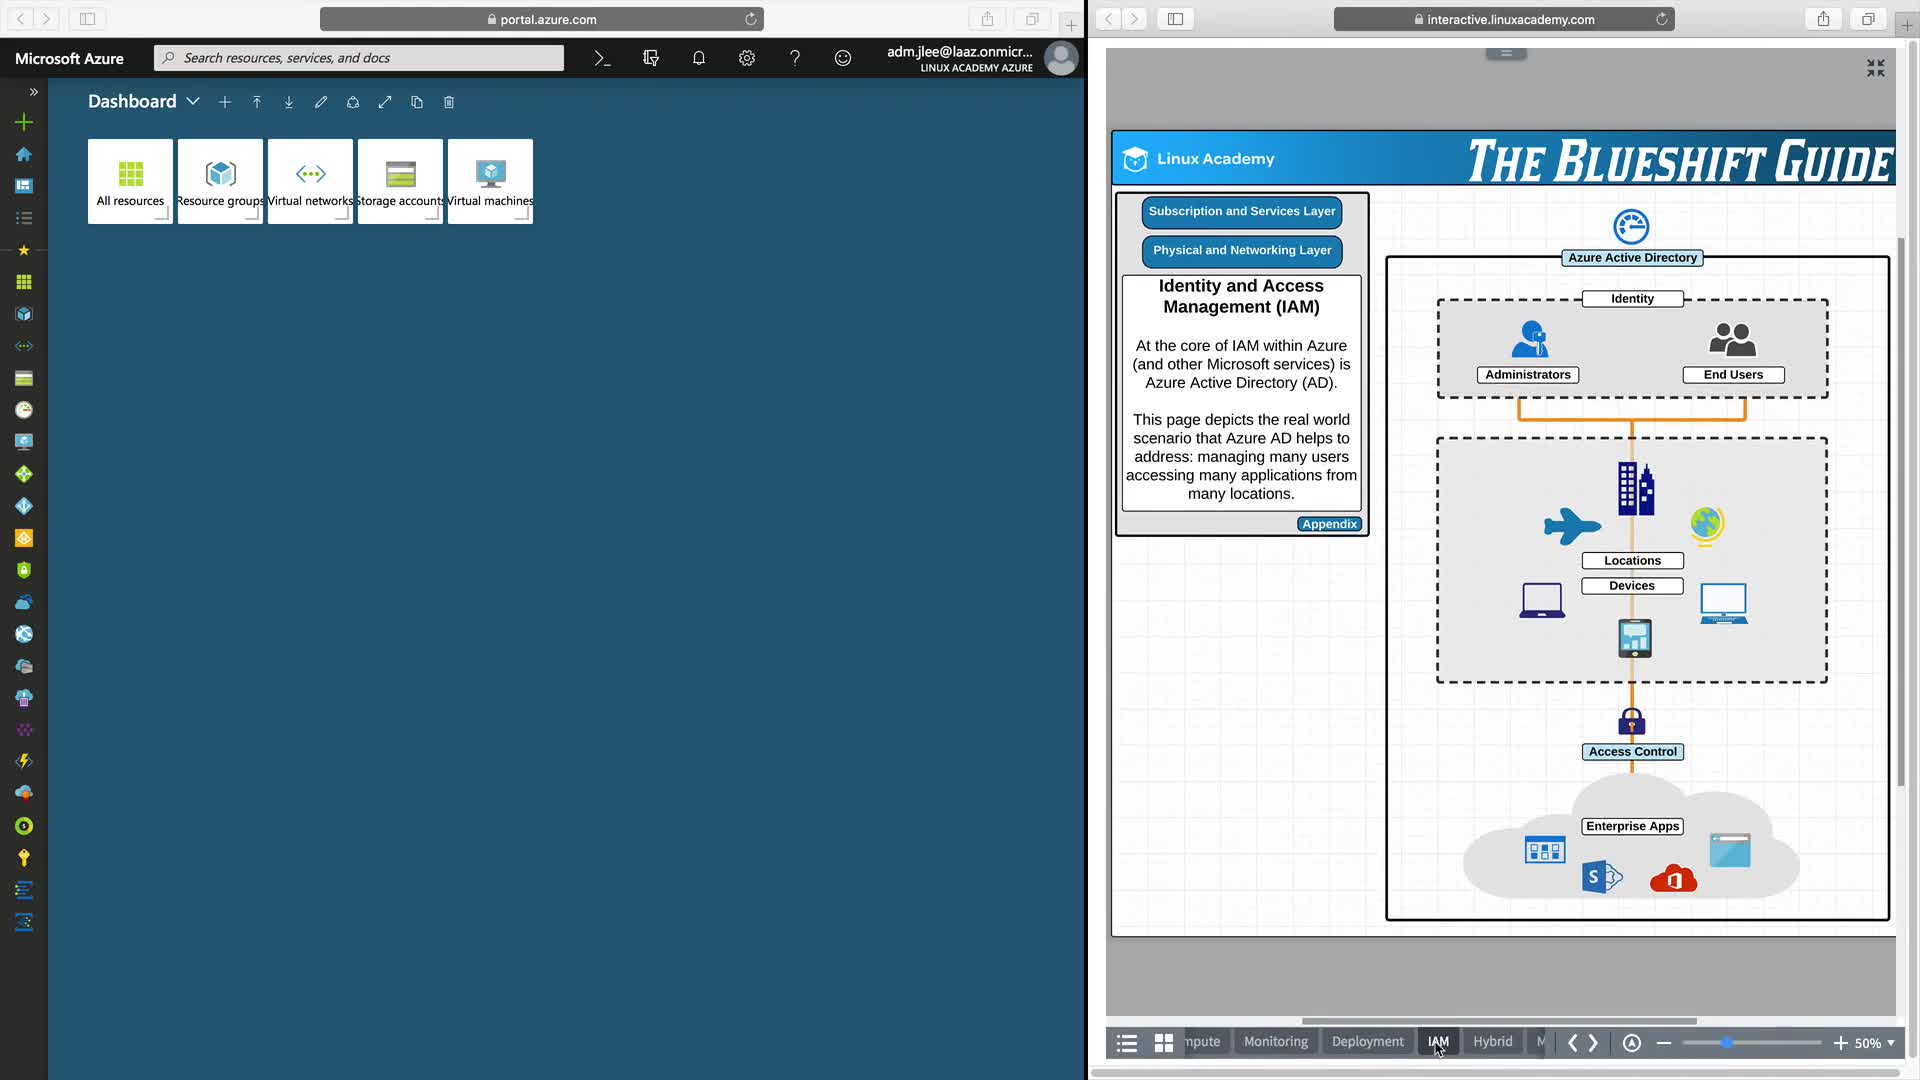 portal.azure.com
Microsoft Azure
Search resources, services, and docs
adm.jlee@laaz.onmicr...
LINUX ACADEMY AZURE
Dashboard
All resources
Resource groups
Virtual networks
Storage accounts
Virtual machines
interactive.linuxacademy.com
Linux Academy
THE BLUESHIFT GUIDE
Subscription and Services Layer
Physical and Networking Layer
Identity and Access
Management (IAM)
At the core of IAM within Azure
(and other Microsoft services) is
Azure Active Directory (AD).
This page depicts the real world
scenario that Azure AD helps to
address: managing many users
accessing many applications from
many locations.
Appendix
Azure Active Directory
Identity
Administrators
End Users
Locations
Devices
Access Control
Enterprise Apps
mpute
Monitoring
Deployment
IAM
Hybrid
50%